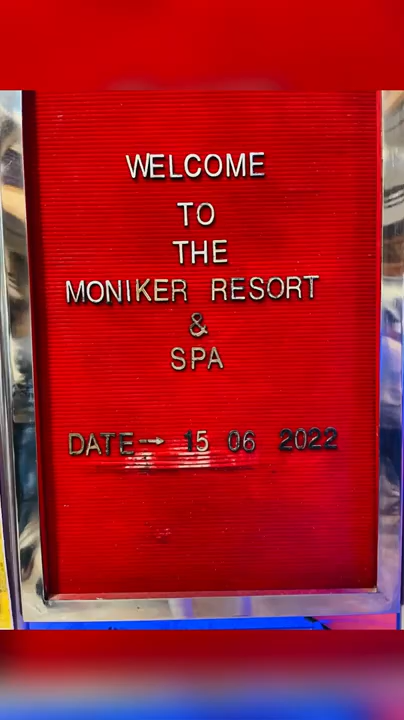 WELCOME
TO
THE
MONIKER RESORT
&
SPA
DATE→ 15 06 2022